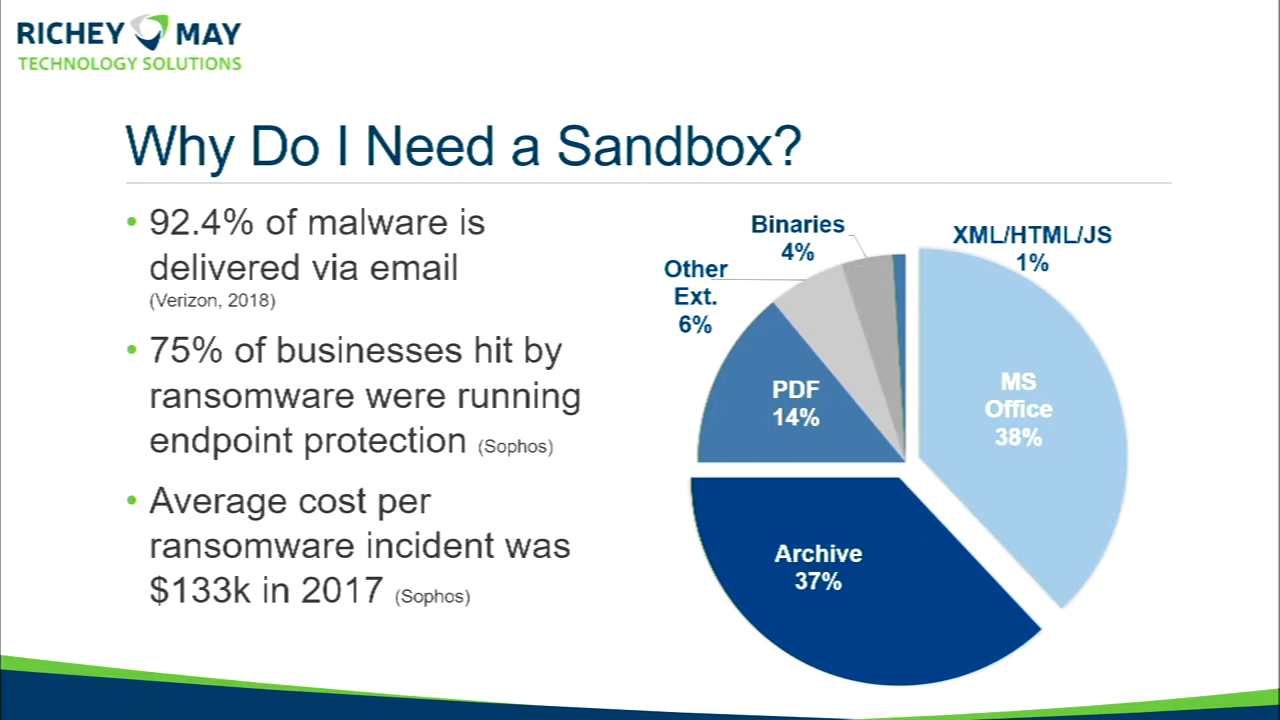 RICHEY MAY
TECHNOLOGY SOLUTIONS
Why Do I Need a Sandbox?
• 92.4% of malware is
delivered via email
(Verizon, 2018)
• 75% of businesses hit by
ransomware were running
endpoint protection (Sophos)
• Average cost per
ransomware incident was
$133k in 2017 (Sophos)
Binaries
4%
XML/HTML/JS
1%
Other
Ext.
6%
PDF
14%
MS
Office
38%
Archive
37%